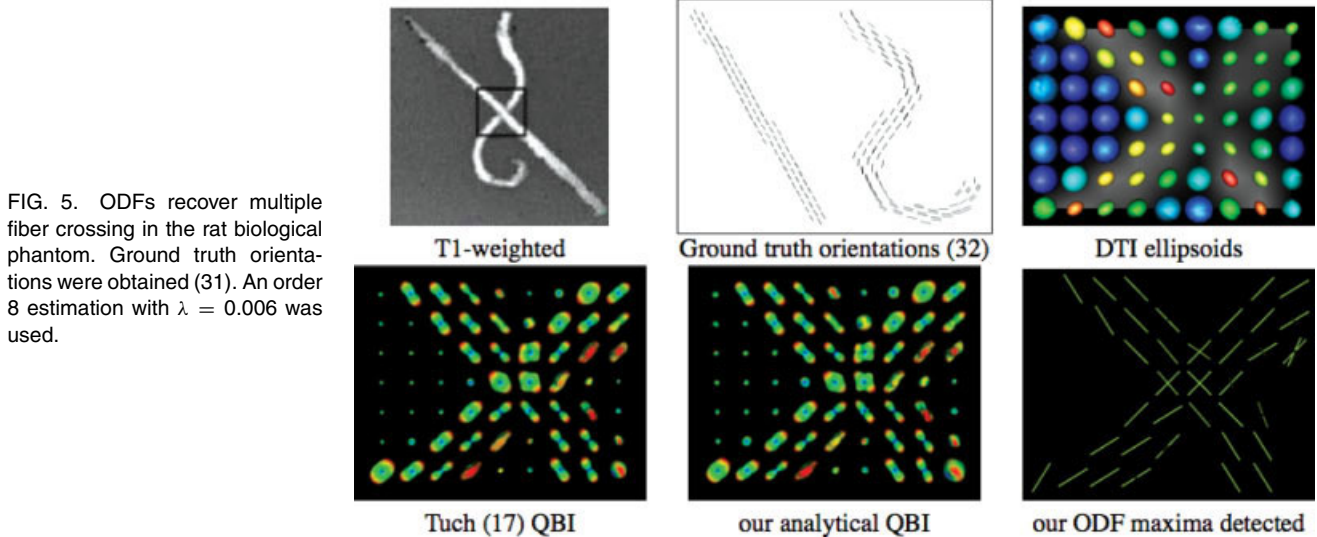 FIG. 5. ODFs recover multiple
fiber crossing in the rat biological
phantom. Ground truth orienta-
tions were obtained (31). An order
8 estimation with λ = 0.006 was
used.
T1-weighted
Ground truth orientations (32)
DTI ellipsoids
Tuch (17) QBI
our analytical QBI
our ODF maxima detected